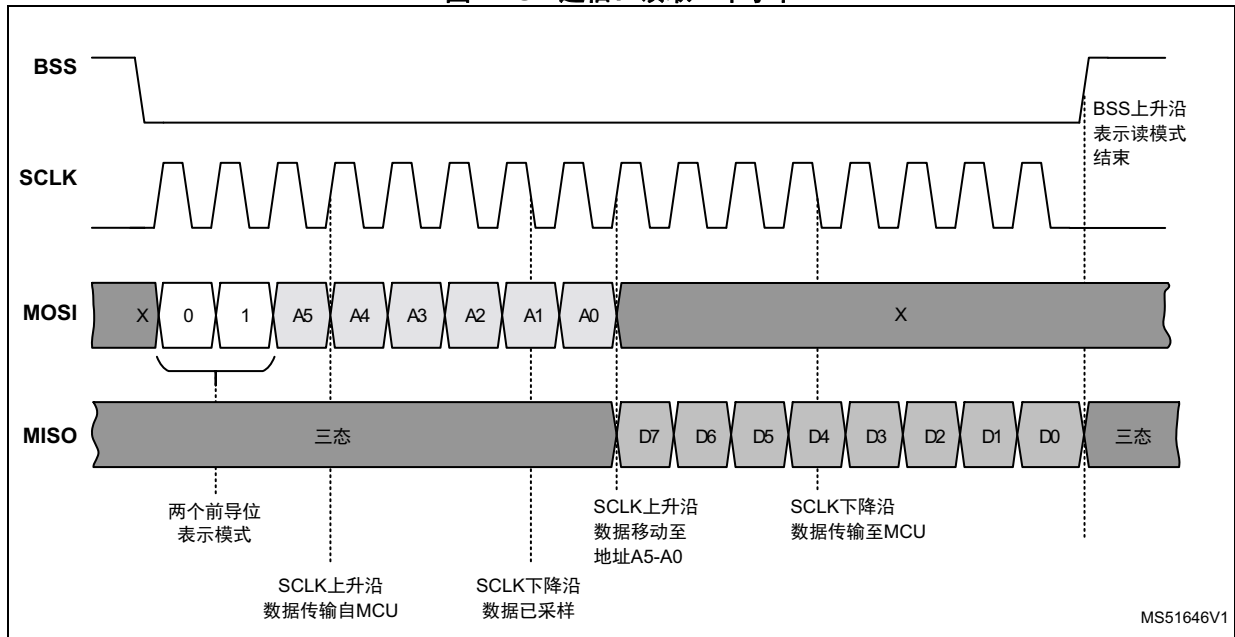 BSS
BSS上升沿
表示读模式
结束
SCLK
MOSI
X 0 1 A5 A4 A3 A2 A1 A0 X
MISO
三态 D7 D6 D5 D4 D3 D2 D1 D0 三态
两个前导位
表示模式
SCLK上升沿
数据移动至
地址A5-A0
SCLK下降沿
数据传输至MCU
SCLK上升沿
数据传输自MCU
SCLK下降沿
数据已采样
MS51646V1